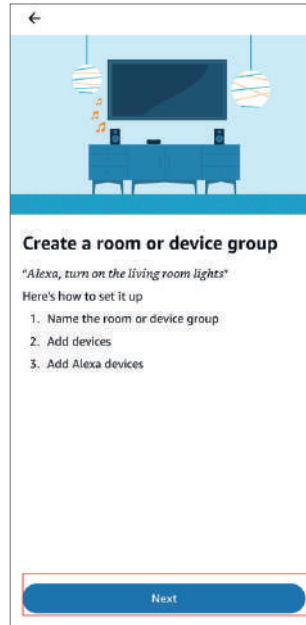 Create a room or device group
"Alexa, turn on the living room lights"
Here's how to set it up
1. Name the room or device group
2. Add devices
3. Add Alexa devices
Next